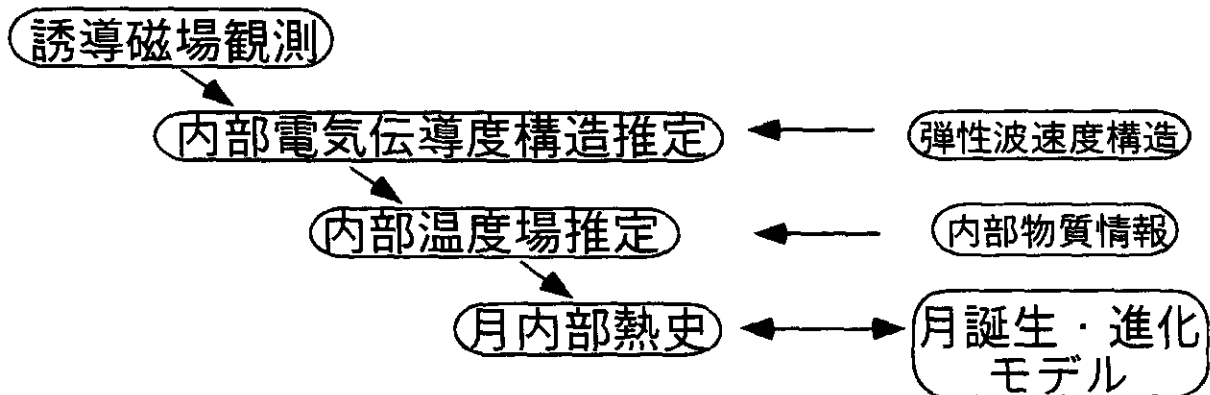 誘導磁場観測
内部電気伝導度構造推定
弾性波速度構造
内部温度場推定
内部物質情報
月内部熱史
月誕生・進化
モデル